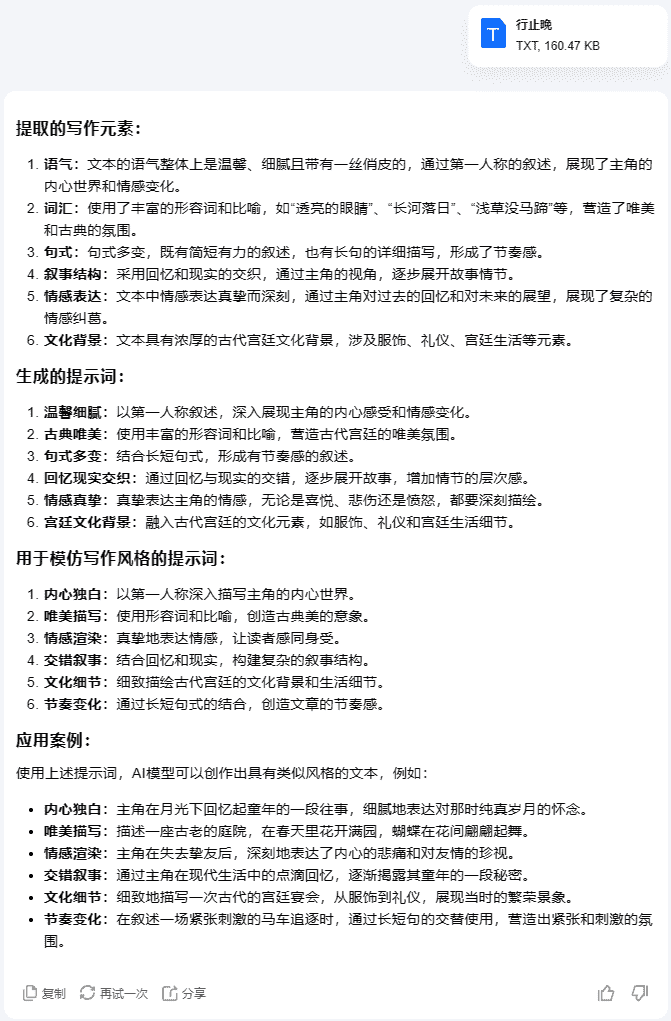 行止晚
TXT, 160.47 KB
提取的写作元素：
1. 语气：文本的语气整体上是温馨、细腻且带有一丝俏皮的，通过第一人称的叙述，展现了主角的
内心世界和情感变化。
2. 词汇：使用了丰富的形容词和比喻，如“透亮的眼睛”、“长河落日”、“浅草没马蹄”等，营造了唯美
和古典的氛围。
3. 句式：句式多变，既有简短有力的叙述，也有长句的详细描写，形成了节奏感。
4. 叙事结构：采用回忆和现实的交织，通过主角的视角，逐步展开故事情节。
5. 情感表达：文本中情感表达真挚而深刻，通过主角对过去的回忆和对未来的展望，展现了复杂的
情感纠葛。
6. 文化背景：文本具有浓厚的古代宫廷文化背景，涉及服饰、礼仪、宫廷生活等元素。
生成的提示词：
1. 温馨细腻：以第一人称叙述，深入展现主角的内心感受和情感变化。
2. 古典唯美：使用丰富的形容词和比喻，营造古代宫廷的唯美氛围。
3. 句式多变：结合长短句式，形成有节奏感的叙述。
4. 回忆现实交织：通过回忆与现实的交错，逐步展开故事，增加情节的层次感。
5. 情感真挚：真挚表达主角的情感，无论是喜悦、悲伤还是愤怒，都要深刻描绘。
6. 宫廷文化背景：融入古代宫廷的文化元素，如服饰、礼仪和宫廷生活细节。
用于模仿写作风格的提示词：
1. 内心独白：以第一人称深入描写主角的内心世界。
2. 唯美描写：使用形容词和比喻，创造古典美的意象。
3. 情感渲染：真挚地表达情感，让读者感同身受。
4. 交错叙事：结合回忆和现实，构建复杂的叙事结构。
5. 文化细节：细致描绘古代宫廷的文化背景和生活细节。
6. 节奏变化：通过长短句式的结合，创造文章的节奏感。
应用案例：
使用上述提示词，AI模型可以创作出具有类似风格的文本，例如：
• 内心独白：主角在月光下回忆起童年的一段往事，细腻地表达对那时纯真岁月的怀念。
• 唯美描写：描述一座古老的庭院，在春天里花开满园，蝴蝶在花间翩翩起舞。
• 情感渲染：主角在失去挚友后，深刻地表达了内心的悲痛和对友情的珍视。
• 交错叙事：通过主角在现代生活中的点滴回忆，逐渐揭露其童年的一段秘密。
• 文化细节：细致地描写一次古代的宫廷宴会，从服饰到礼仪，展现当时的繁荣景象。
• 节奏变化：在叙述一场紧张刺激的马车追逐时，通过长短句的交替使用，营造出紧张和刺激的氛
围。
复制 再试一次 分享